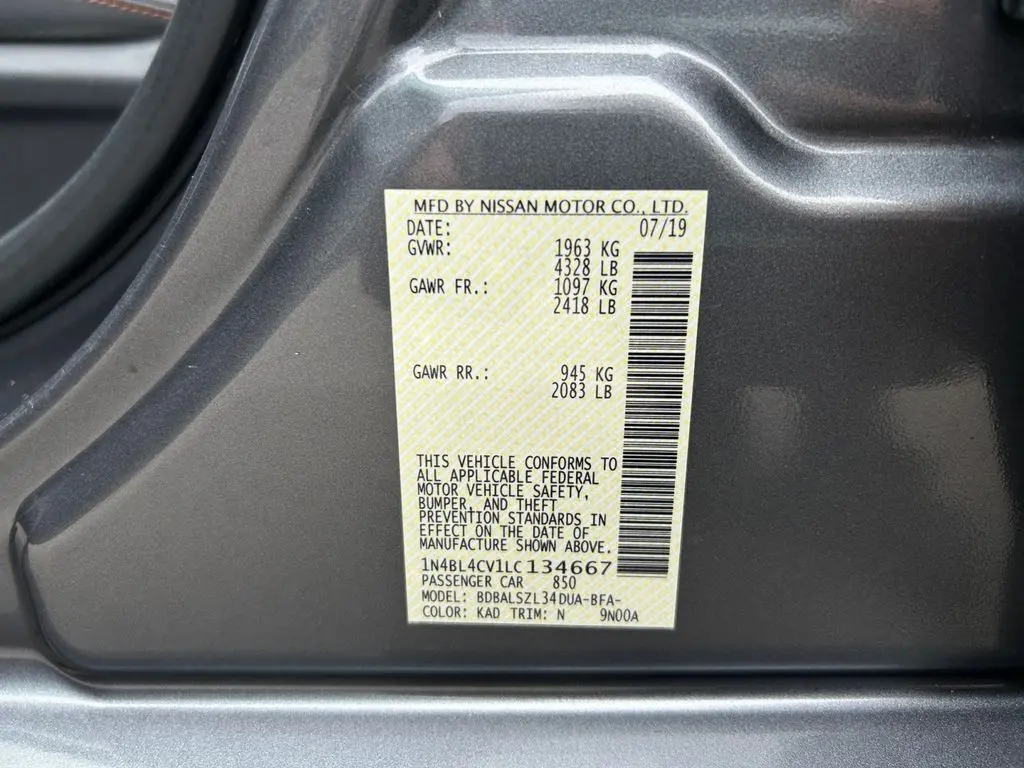 MFD BY NISSAN MOTOR CO., LTD.
DATE: 07/19
GVWR: 1963 KG
4328 LB
GAWR FR.: 1097 KG
2418 LB
GAWR RR.: 945 KG
2083 LB
THIS VEHICLE CONFORMS TO
ALL APPLICABLE FEDERAL
MOTOR VEHICLE SAFETY,
BUMPER, AND THEFT
PREVENTION STANDARDS IN
EFFECT ON THE DATE OF
MANUFACTURE SHOWN ABOVE.
1N4BL4CV1LC134667
PASSENGER CAR 850
MODEL: BDBALSZL34DUA-BFA-
COLOR: KAD TRIM: N 9N00A